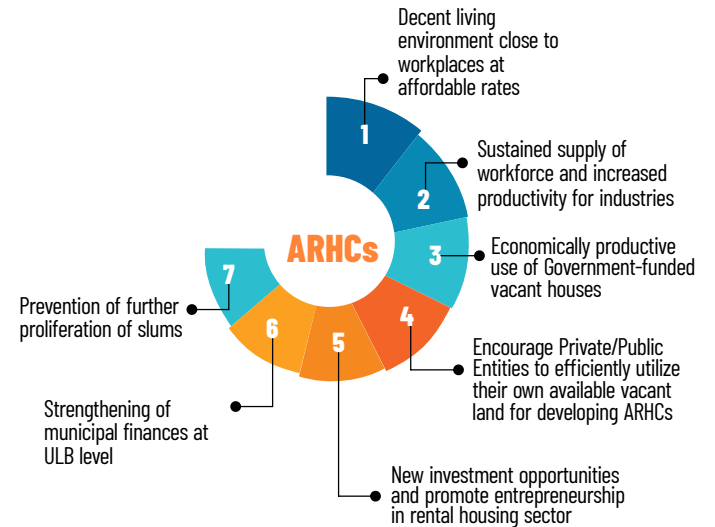 Decent living
environment close to
workplaces at
affordable rates
1
Sustained supply of
workforce and increased
productivity for industries
2
ARHCs
Economically productive
use of Government-funded
vacant houses
3
7
Prevention of further
proliferation of slums
6
5
4
Encourage Private/Public
Entities to efficiently utilize
their own available vacant
land for developing ARHCs
Strengthening of
municipal finances at
ULB level
New investment opportunities
and promote entrepreneurship
in rental housing sector